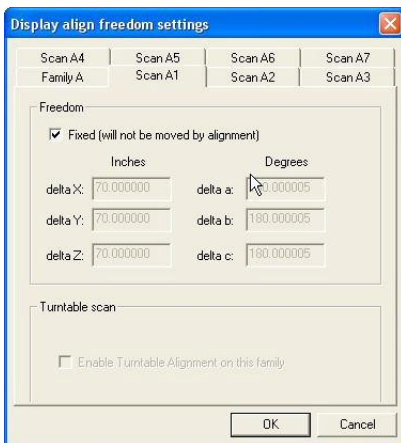 Display align freedom settings
Scan A4 Scan A5 Scan A6 Scan A7
Family A Scan A1 Scan A2 Scan A3
Freedom
Fixed (will not be moved by alignment)
Inches Degrees
delta X: 70.000000 delta a:
delta Y: 70.000000 delta b: 180.000005
delta Z: 70.000000 delta c: 180.000005
Turntable scan
Enable Turntable Alignment on this family
OK Cancel